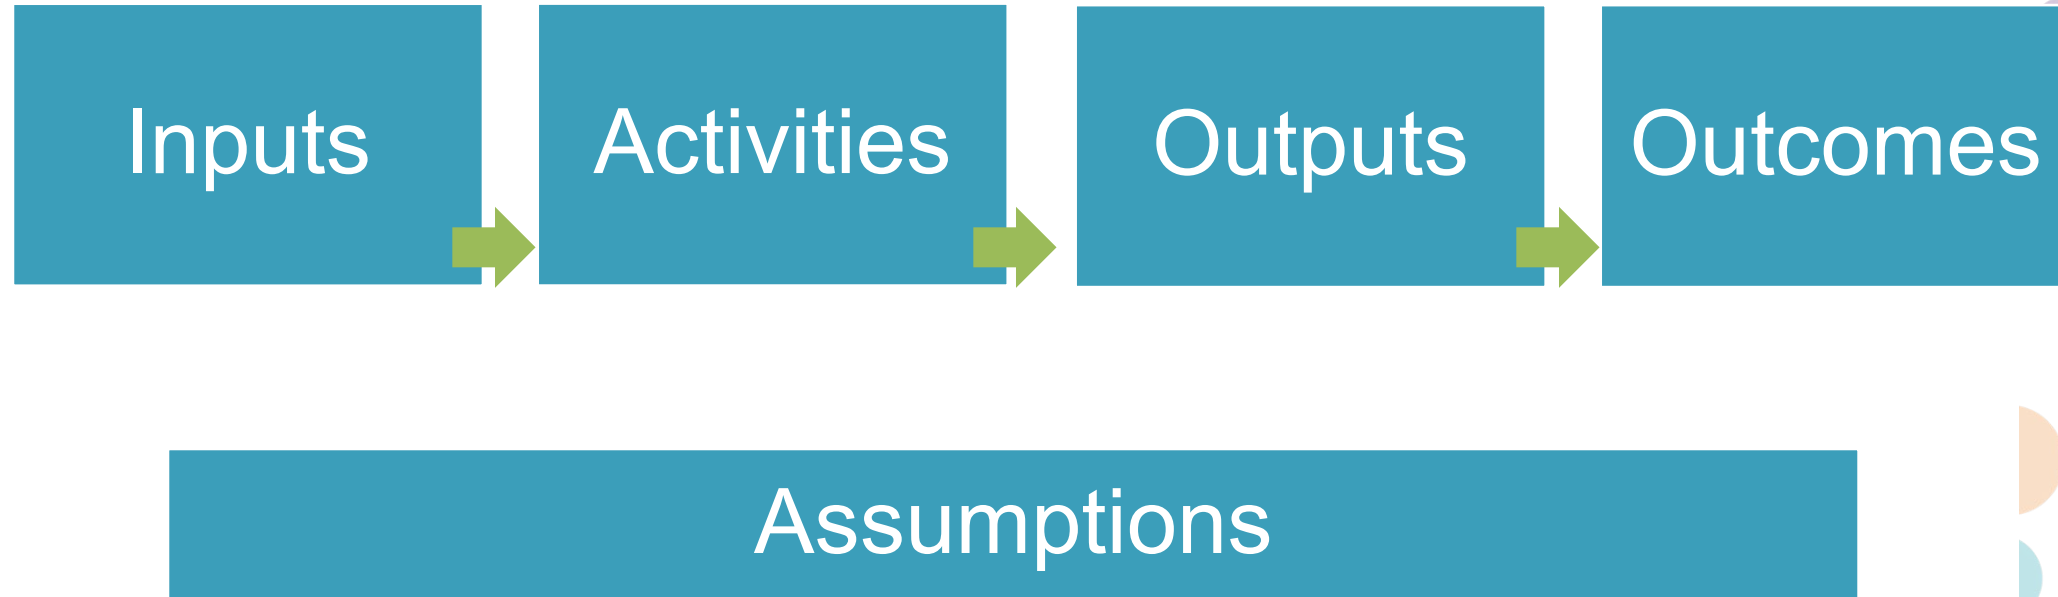 Inputs
Activities
Outputs
Outcomes
Assumptions